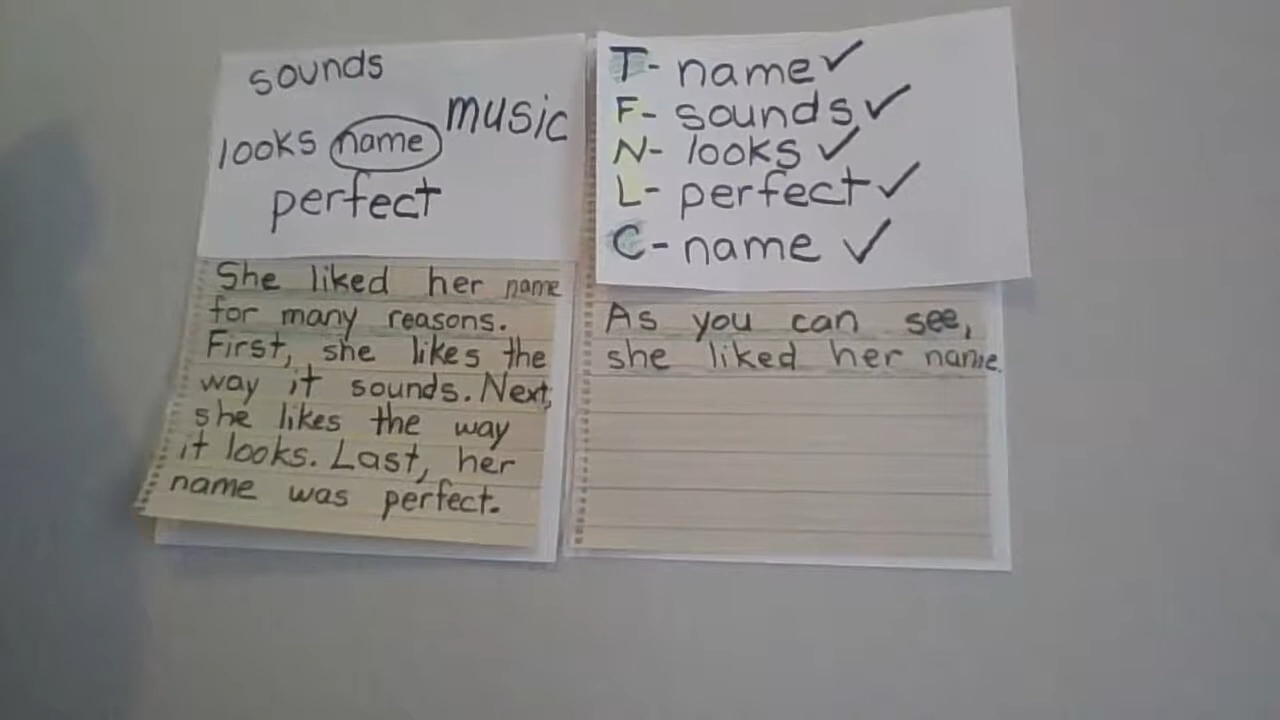 sounds
music
looks name
perfect
She liked her name
for many reasons.
First, she likes the
way it sounds. Next,
she likes the way
it looks. Last, her
name was perfect.
T- name ✓
F- sounds ✓
N- looks ✓
L- perfect ✓
C- name ✓
As you can see,
she liked her name.